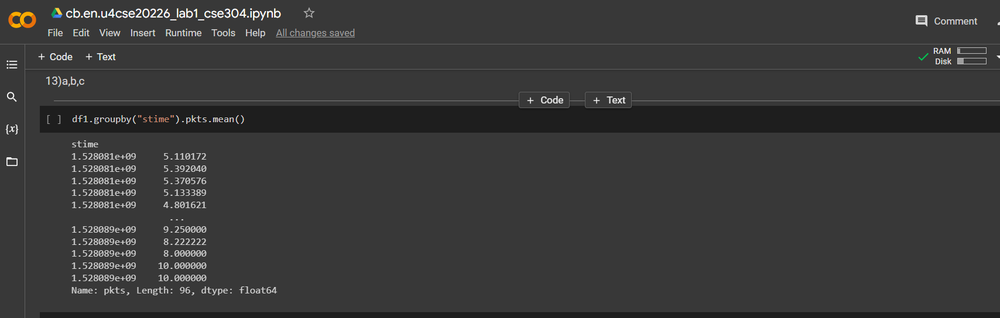 cb.en.u4cse20226_lab1_cse304.ipynb
File Edit View Insert Runtime Tools Help All changes saved
Comment
+ Code + Text
RAM
Disk
13)a,b,c
+ Code + Text
{x}
[ ] df1.groupby("stime").pkts.mean()
stime
1.528081e+09 5.110172
1.528081e+09 5.392040
1.528081e+09 5.370576
1.528081e+09 5.133389
1.528081e+09 4.801621
...
1.528089e+09 9.250000
1.528089e+09 8.222222
1.528089e+09 8.000000
1.528089e+09 10.000000
1.528089e+09 10.000000
Name: pkts, Length: 96, dtype: float64